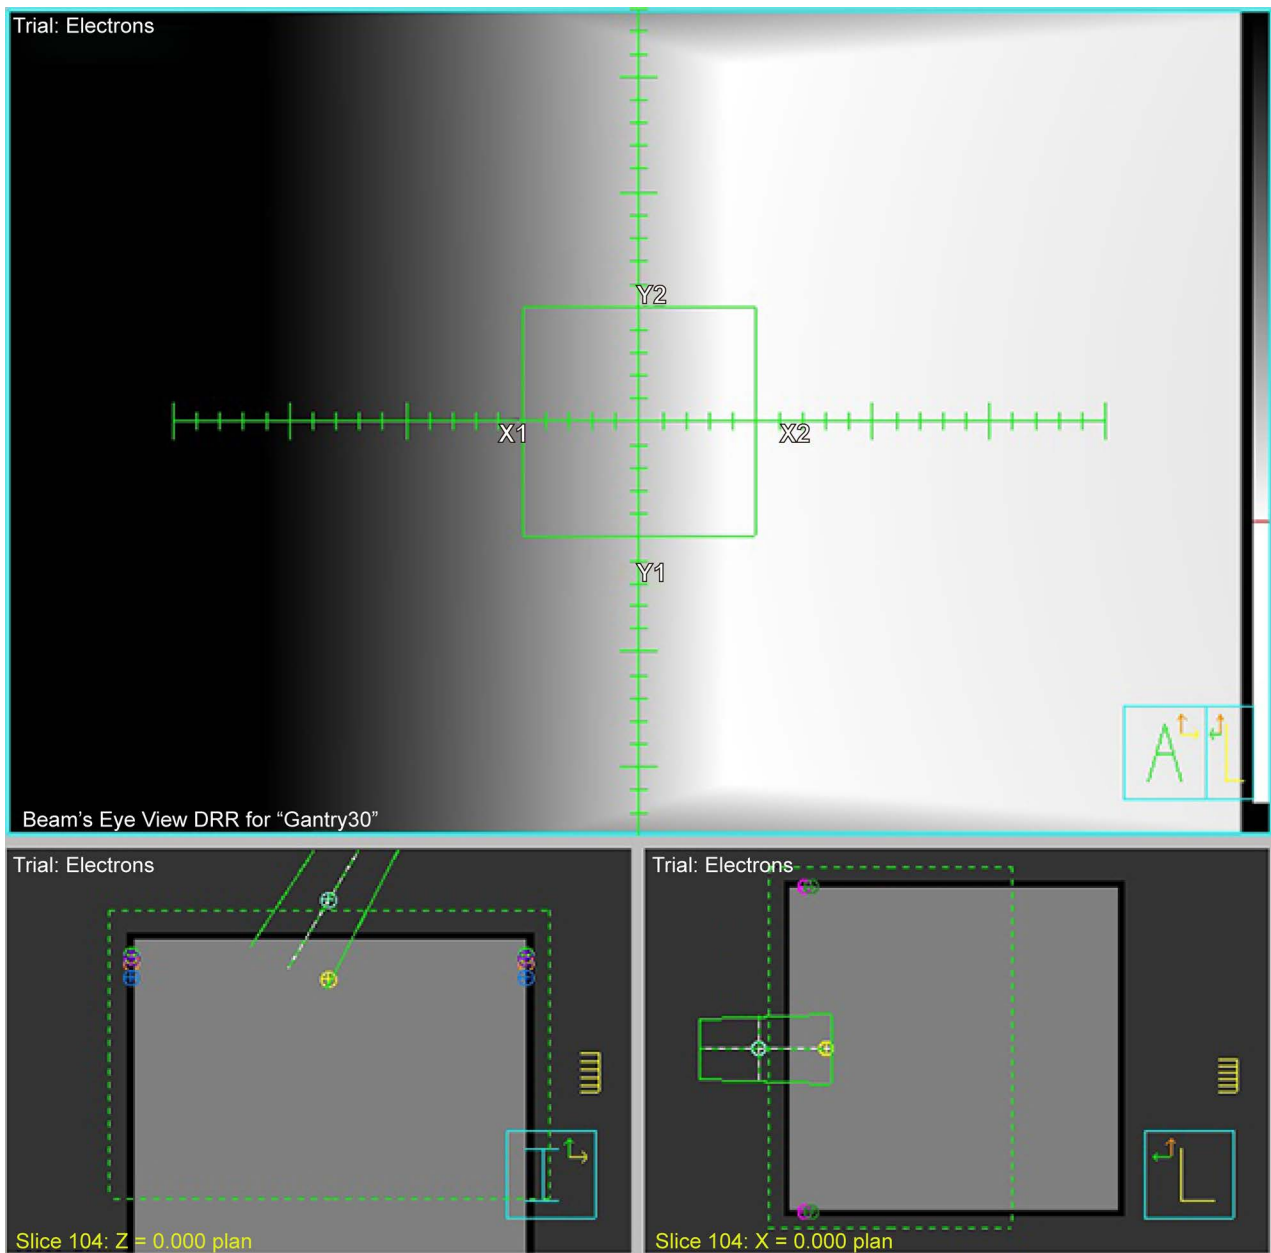 Trial: Electrons
Y2
X1
X2
Y1
A
L
Beam's Eye View DRR for “Gantry30”
Trial: Electrons
Trial: Electrons
I
L
Slice 104: Z = 0.000 plan
Slice 104: X = 0.000 plan